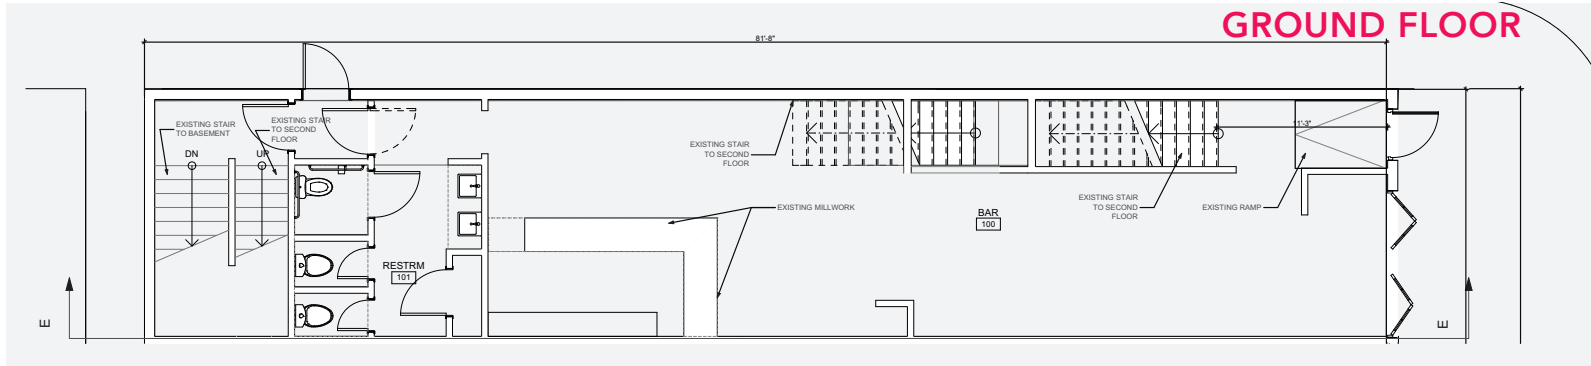 GROUND FLOOR
81'-8"
EXISTING STAIR
TO BASEMENT
EXISTING STAIR
TO SECOND
FLOOR
DN
UP
EXISTING STAIR
TO SECOND
FLOOR
11'-3"
EXISTING MILLWORK
BAR
100
EXISTING STAIR
TO SECOND
FLOOR
EXISTING RAMP
RESTRM
101
E
E